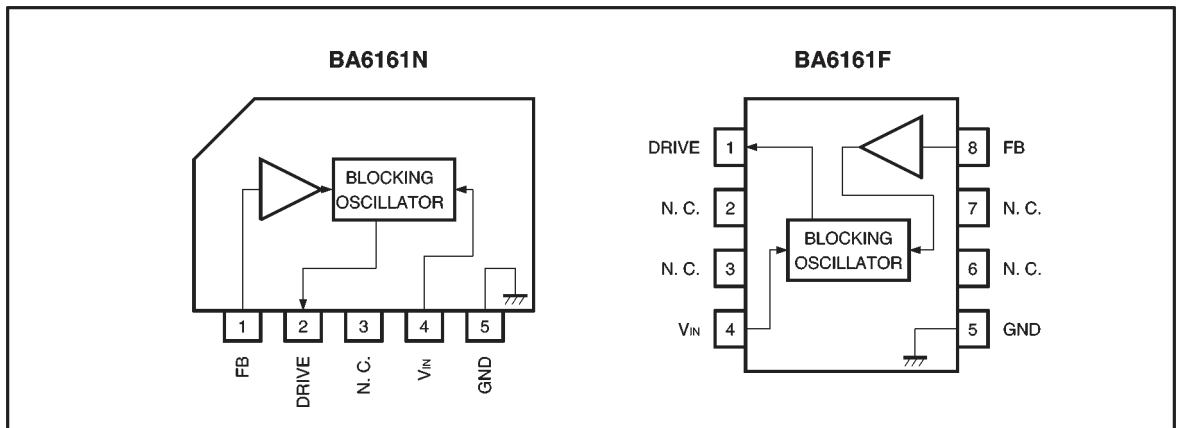 BA6161N
BLOCKING
OSCILLATOR
1
2
3
4
5
FB
DRIVE
N. C.
VIN
GND
BA6161F
DRIVE 1
8 FB
N. C. 2
7 N. C.
BLOCKING
OSCILLATOR
N. C. 3
6 N. C.
VIN 4
5 GND